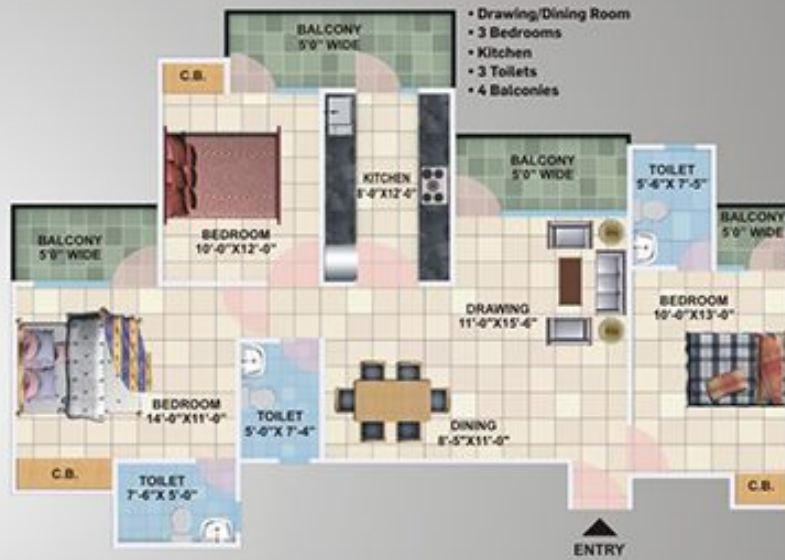 • Drawing/Dining Room
• 3 Bedrooms
• Kitchen
• 3 Toilets
• 4 Balconies
BALCONY
5'0" WIDE
C.B.
KITCHEN
8'-0"X12'-0"
BEDROOM
10'-0"X12'-0"
BALCONY
5'0" WIDE
TOILET
5'-6"X 7'-5"
BALCONY
5'0" WIDE
BALCONY
5'0" WIDE
DRAWING
11'-0"X15'-6"
BEDROOM
10'-0"X13'-0"
BEDROOM
14'-0"X11'-0"
TOILET
5'-0"X 7'-4"
DINING
8'-5"X11'-0"
C.B.
TOILET
7'-6"X 5'-0"
C.B.
ENTRY